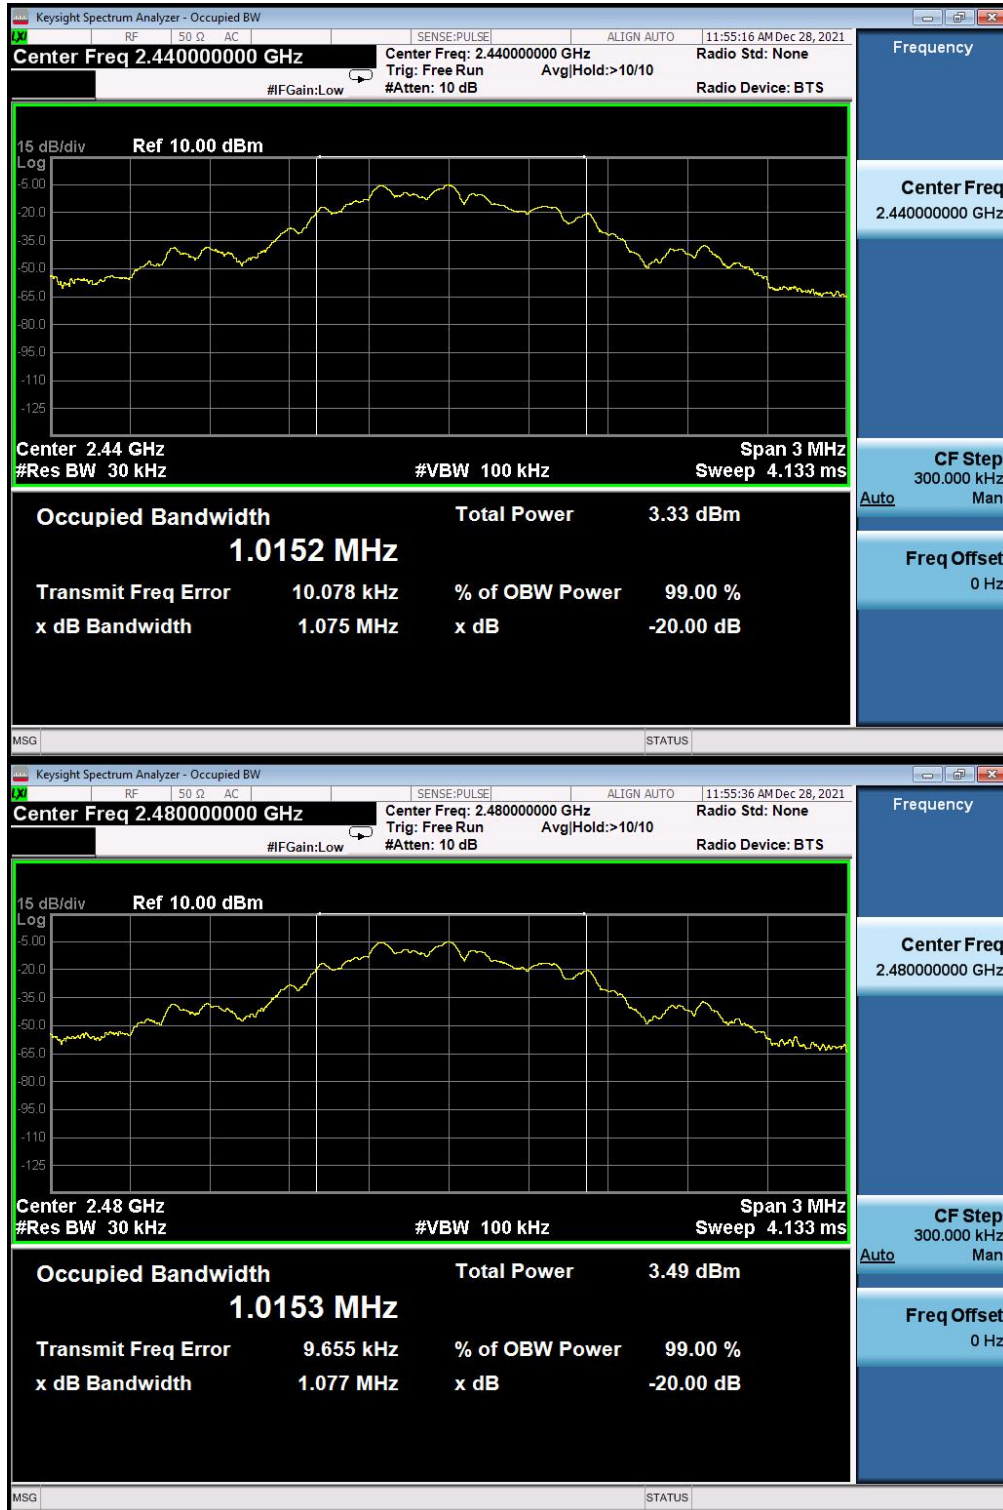 Keysight Spectrum Analyzer - Occupied BW
LXI RF 50 Ω AC SENSE:PULSE ALIGN AUTO 11:55:16 AM Dec 28, 2021
Center Freq 2.440000000 GHz
Center Freq: 2.440000000 GHz
Radio Std: None
Trig: Free Run Avg|Hold:>10/10
#IFGain:Low
#Atten: 10 dB
Radio Device: BTS
Frequency
15 dB/div Ref 10.00 dBm
Log
-5.00
-20.0
-35.0
-50.0
-65.0
-80.0
-95.0
-110
-125
Center Freq
2.440000000 GHz
Center 2.44 GHz Span 3 MHz
#Res BW 30 kHz #VBW 100 kHz Sweep 4.133 ms
CF Step
300.000 kHz
Auto Man
Occupied Bandwidth Total Power 3.33 dBm
1.0152 MHz
Transmit Freq Error 10.078 kHz % of OBW Power 99.00 %
x dB Bandwidth 1.075 MHz x dB -20.00 dB
Freq Offset
0 Hz
MSG STATUS
Keysight Spectrum Analyzer - Occupied BW
LXI RF 50 Ω AC SENSE:PULSE ALIGN AUTO 11:55:36 AM Dec 28, 2021
Center Freq 2.480000000 GHz
Center Freq: 2.480000000 GHz
Radio Std: None
Trig: Free Run Avg|Hold:>10/10
#IFGain:Low
#Atten: 10 dB
Radio Device: BTS
Frequency
15 dB/div Ref 10.00 dBm
Log
-5.00
-20.0
-35.0
-50.0
-65.0
-80.0
-95.0
-110
-125
Center Freq
2.480000000 GHz
Center 2.48 GHz Span 3 MHz
#Res BW 30 kHz #VBW 100 kHz Sweep 4.133 ms
CF Step
300.000 kHz
Auto Man
Occupied Bandwidth Total Power 3.49 dBm
1.0153 MHz
Transmit Freq Error 9.655 kHz % of OBW Power 99.00 %
x dB Bandwidth 1.077 MHz x dB -20.00 dB
Freq Offset
0 Hz
MSG STATUS